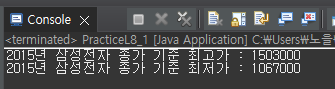 Console
<terminated> PracticeL8_1 [Java Application] C:￦Users￦노을
2015년 삼성전자 종가 기준 최고가 : 1503000
2015년 삼성전자 종가 기준 최저가 : 1067000